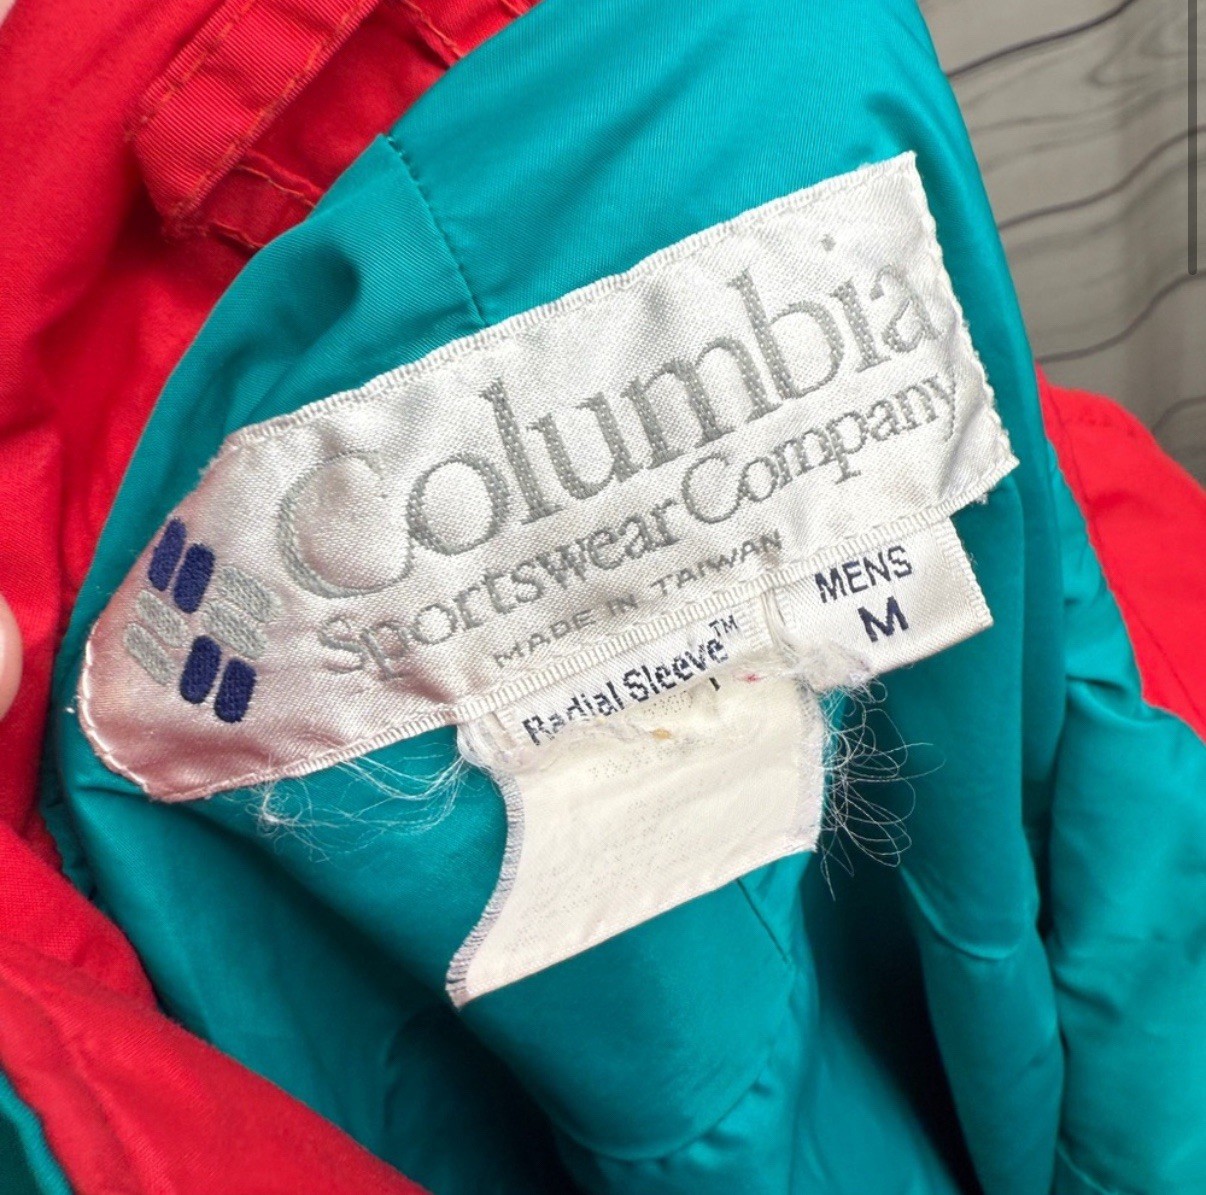 Columbia
Sportswear Company
MADE IN TAIWAN
Radial Sleeve™
MENS
M